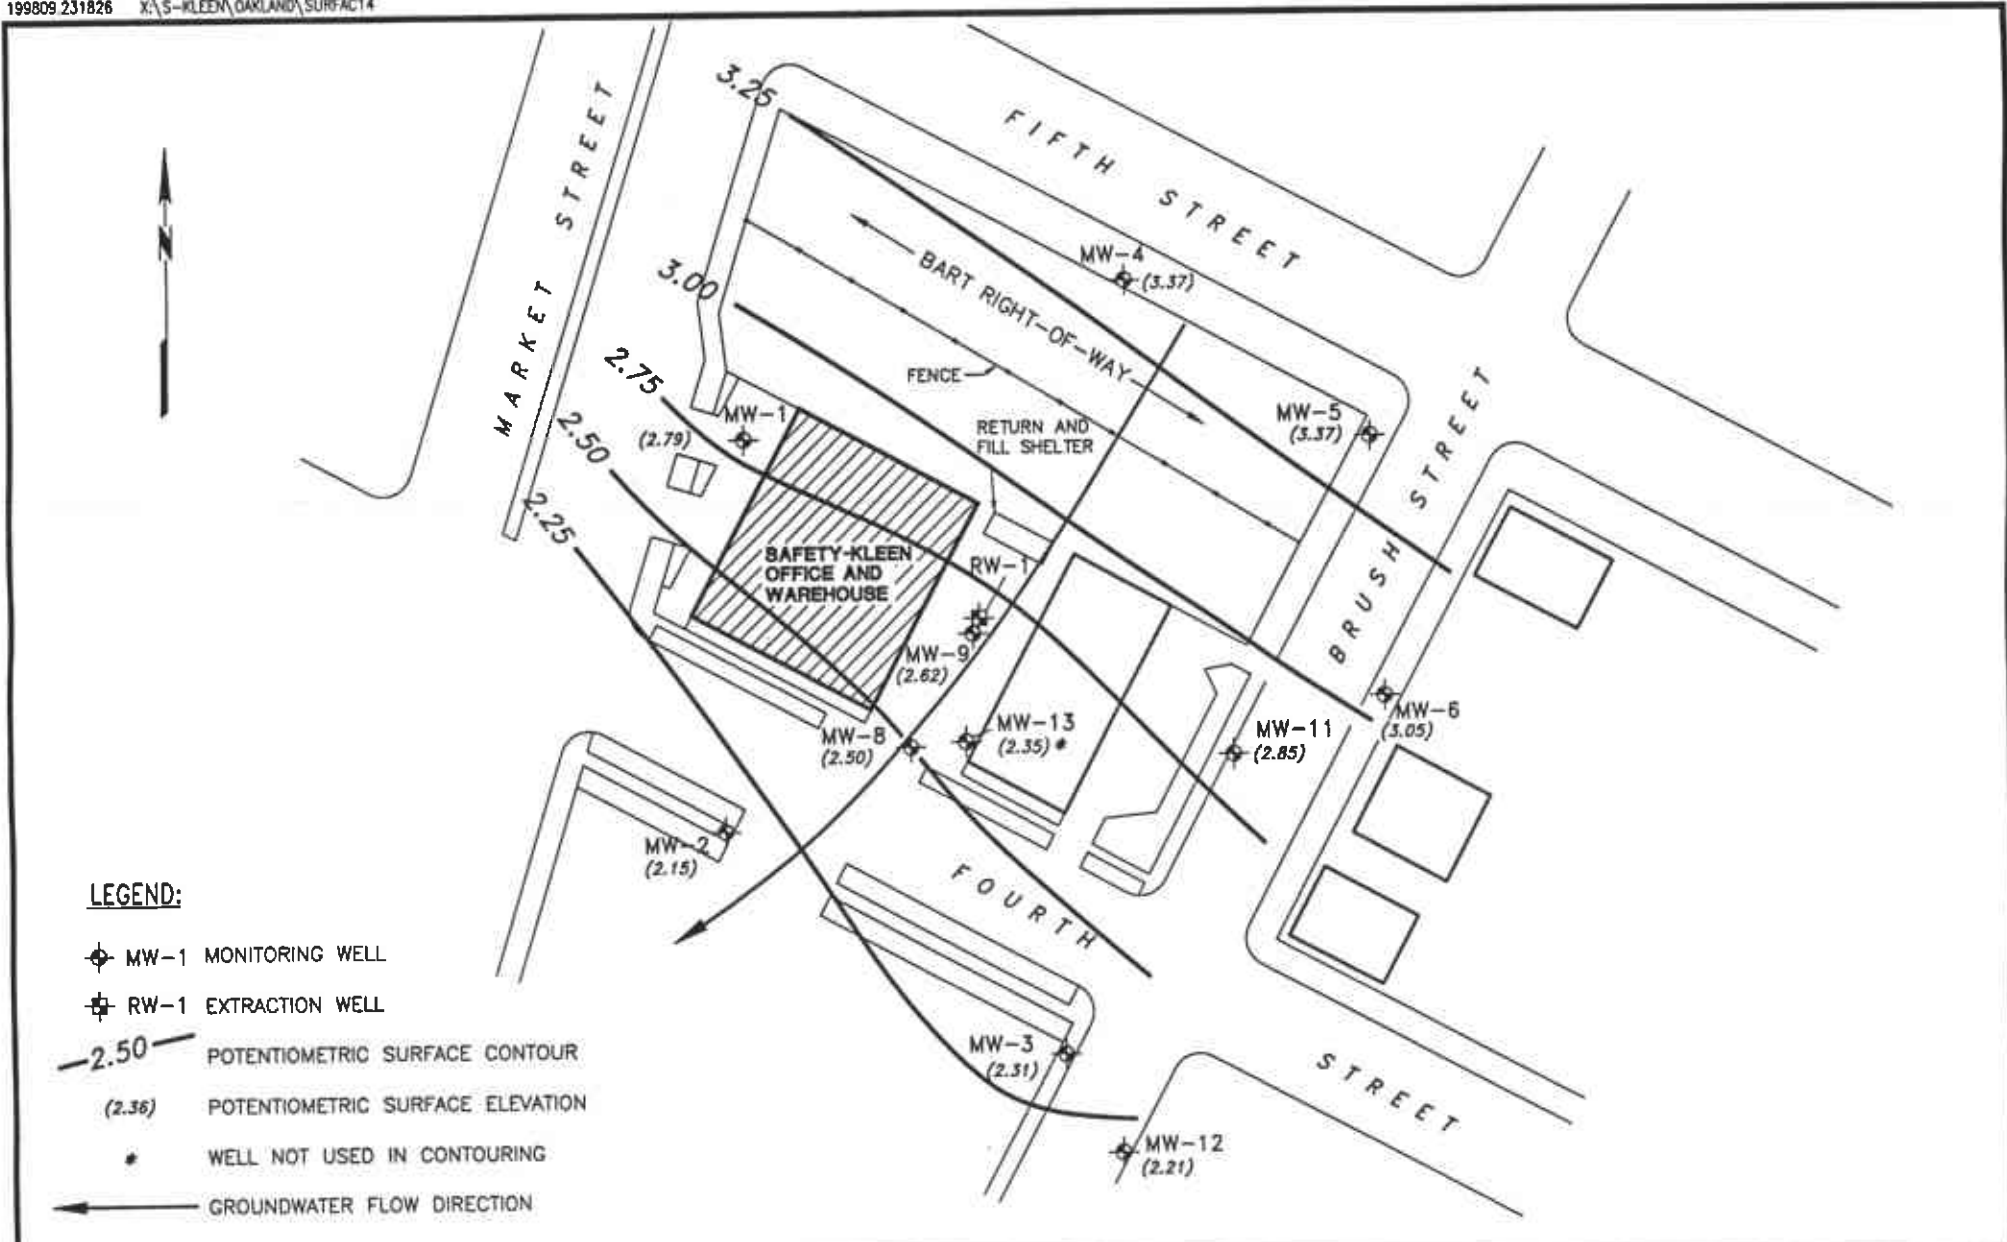 199809.231826 X:\S-KLEEN\OAKLAND\SURFACT4
3.25
FIFTH STREET
MARKET STREET
N
MW-4
(3.37)
BART RIGHT-OF-WAY
3.00
FENCE
2.75
MW-1
(2.79)
RETURN AND
FILL SHELTER
MW-5
(3.37)
BRUSH STREET
2.50
2.25
SAFETY-KLEEN
OFFICE AND
WAREHOUSE
RW-1
MW-9
(2.62)
MW-8
(2.50)
MW-13
(2.35) *
MW-11
(2.85)
MW-6
(3.05)
MW-2
(2.15)
FOURTH STREET
MW-3
(2.31)
MW-12
(2.21)
LEGEND:
MW-1 MONITORING WELL
RW-1 EXTRACTION WELL
2.50 POTENTIOMETRIC SURFACE CONTOUR
(2.36) POTENTIOMETRIC SURFACE ELEVATION
* WELL NOT USED IN CONTOURING
GROUNDWATER FLOW DIRECTION